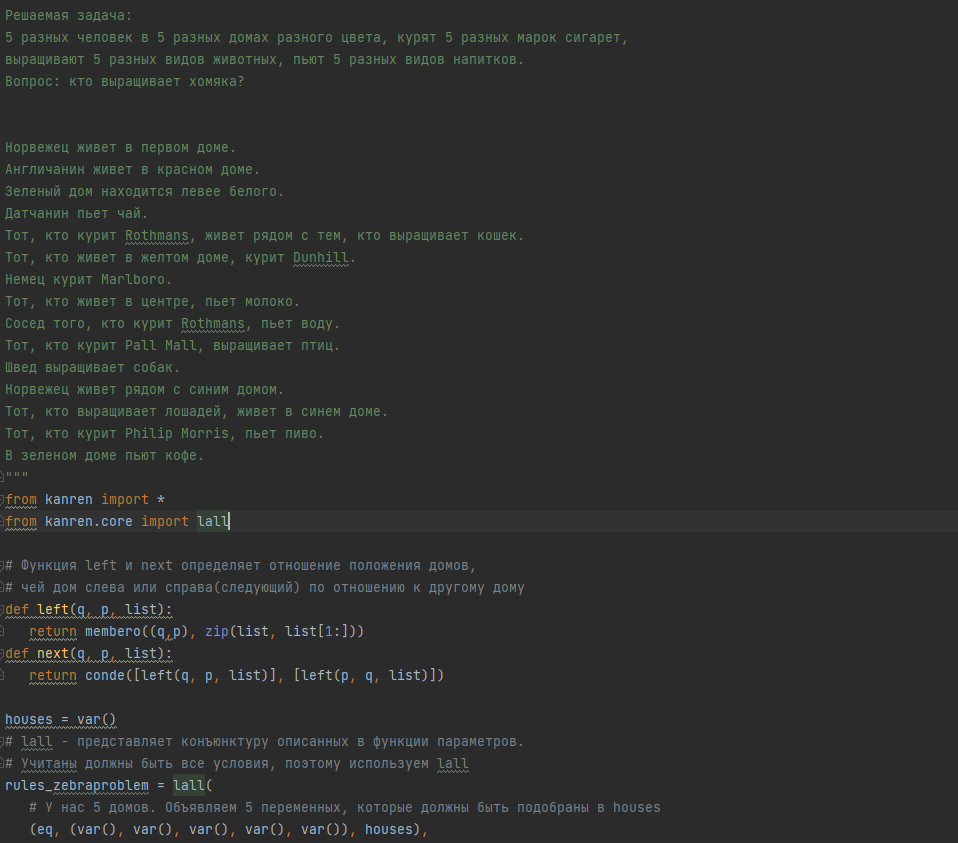 Решаемая задача:
5 разных человек в 5 разных домах разного цвета, курят 5 разных марок сигарет,
выращивают 5 разных видов животных, пьют 5 разных видов напитков.
Вопрос: кто выращивает хомяка?
Норвежец живет в первом доме.
Англичанин живет в красном доме.
Зеленый дом находится левее белого.
Датчанин пьет чай.
Тот, кто курит Rothmans, живет рядом с тем, кто выращивает кошек.
Тот, кто живет в желтом доме, курит Dunhill.
Немец курит Marlboro.
Тот, кто живет в центре, пьет молоко.
Сосед того, кто курит Rothmans, пьет воду.
Тот, кто курит Pall Mall, выращивает птиц.
Швед выращивает собак.
Норвежец живет рядом с синим домом.
Тот, кто выращивает лошадей, живет в синем доме.
Тот, кто курит Philip Morris, пьет пиво.
В зеленом доме пьют кофе.
"""
from kanren import *
from kanren.core import lall
# Функция left и next определяет отношение положения домов,
# чей дом слева или справа(следующий) по отношению к другому дому
def left(q, p, list):
   return membero((q,p), zip(list, list[1:]))
def next(q, p, list):
   return conde([left(q, p, list)], [left(p, q, list)])
houses = var()
# lall - представляет конъюнктуру описанных в функции параметров.
# Учитаны должны быть все условия, поэтому используем lall
rules_zebraproblem = lall(
   # У нас 5 домов. Объявляем 5 переменных, которые должны быть подобраны в houses
   (eq, (var(), var(), var(), var(), var()), houses),